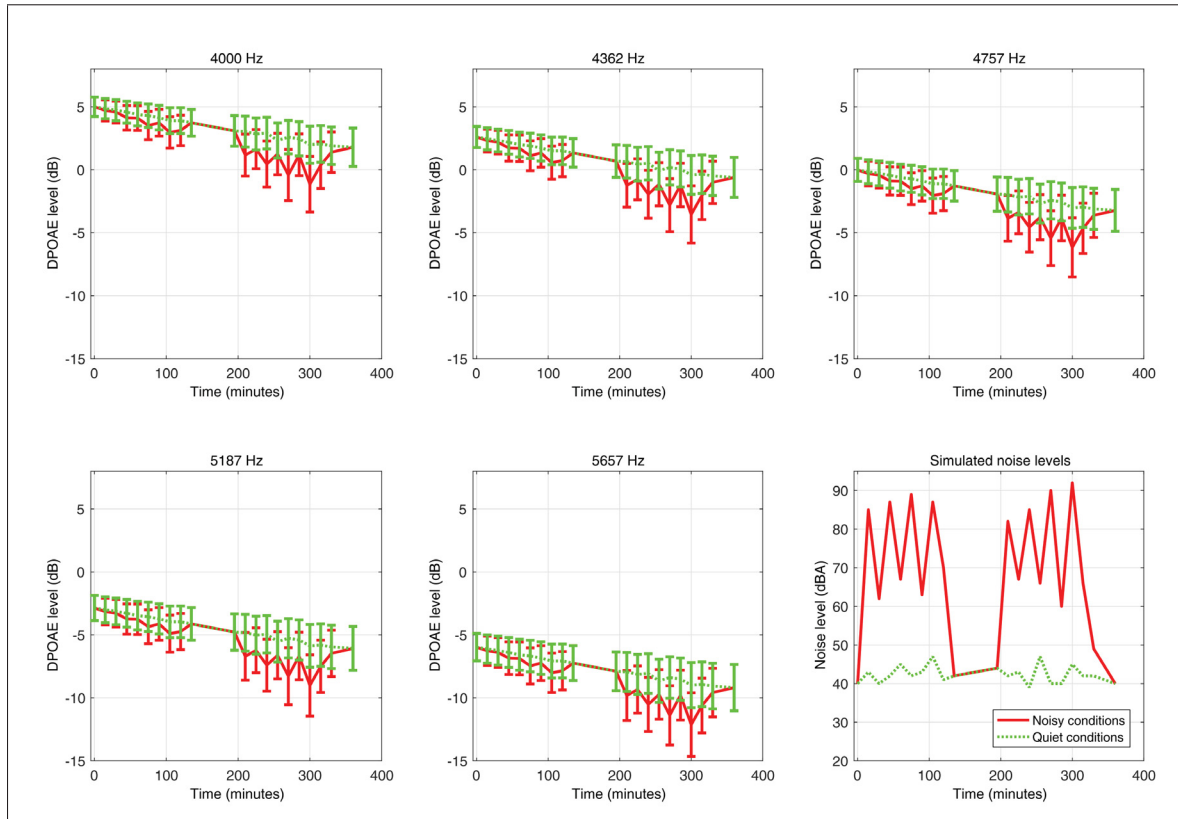 4000 Hz
5
0
-5
-10
-15
DPOAE level (dB)
0 100 200 300 400
Time (minutes)
4362 Hz
5
0
-5
-10
-15
DPOAE level (dB)
0 100 200 300 400
Time (minutes)
4757 Hz
5
0
-5
-10
-15
DPOAE level (dB)
0 100 200 300 400
Time (minutes)
5187 Hz
5
0
-5
-10
-15
DPOAE level (dB)
0 100 200 300 400
Time (minutes)
5657 Hz
5
0
-5
-10
-15
DPOAE level (dB)
0 100 200 300 400
Time (minutes)
Simulated noise levels
90
80
70
60
50
40
30
20
Noise level (dBA)
Noisy conditions
Quiet conditions
0 100 200 300 400
Time (minutes)